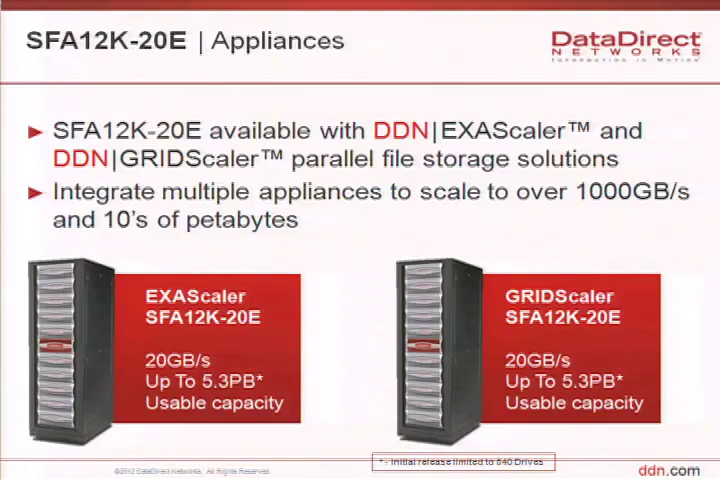 SFA12K-20E | Appliances
DataDirect
NETWORKS
Information in Motion
► SFA12K-20E available with DDN|EXAScaler™ and
DDN|GRIDScaler™ parallel file storage solutions
► Integrate multiple appliances to scale to over 1000GB/s
and 10's of petabytes
EXAScaler
SFA12K-20E
20GB/s
Up To 5.3PB*
Usable capacity
GRIDScaler
SFA12K-20E
20GB/s
Up To 5.3PB*
Usable capacity
©2012 DataDirect Networks. All Rights Reserved.
* - Initial release limited to 840 Drives
ddn.com